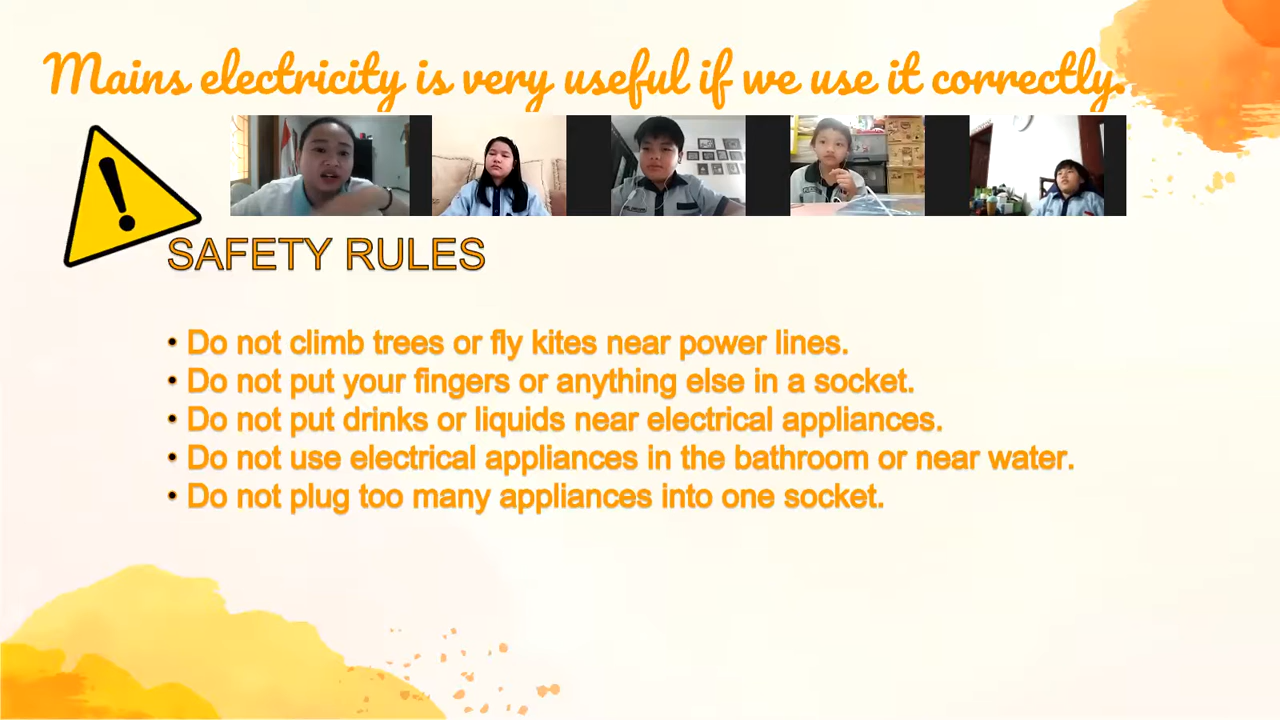 Mains electricity is very useful if we use it correctly.
SAFETY RULES
• Do not climb trees or fly kites near power lines.
• Do not put your fingers or anything else in a socket.
• Do not put drinks or liquids near electrical appliances.
• Do not use electrical appliances in the bathroom or near water.
• Do not plug too many appliances into one socket.